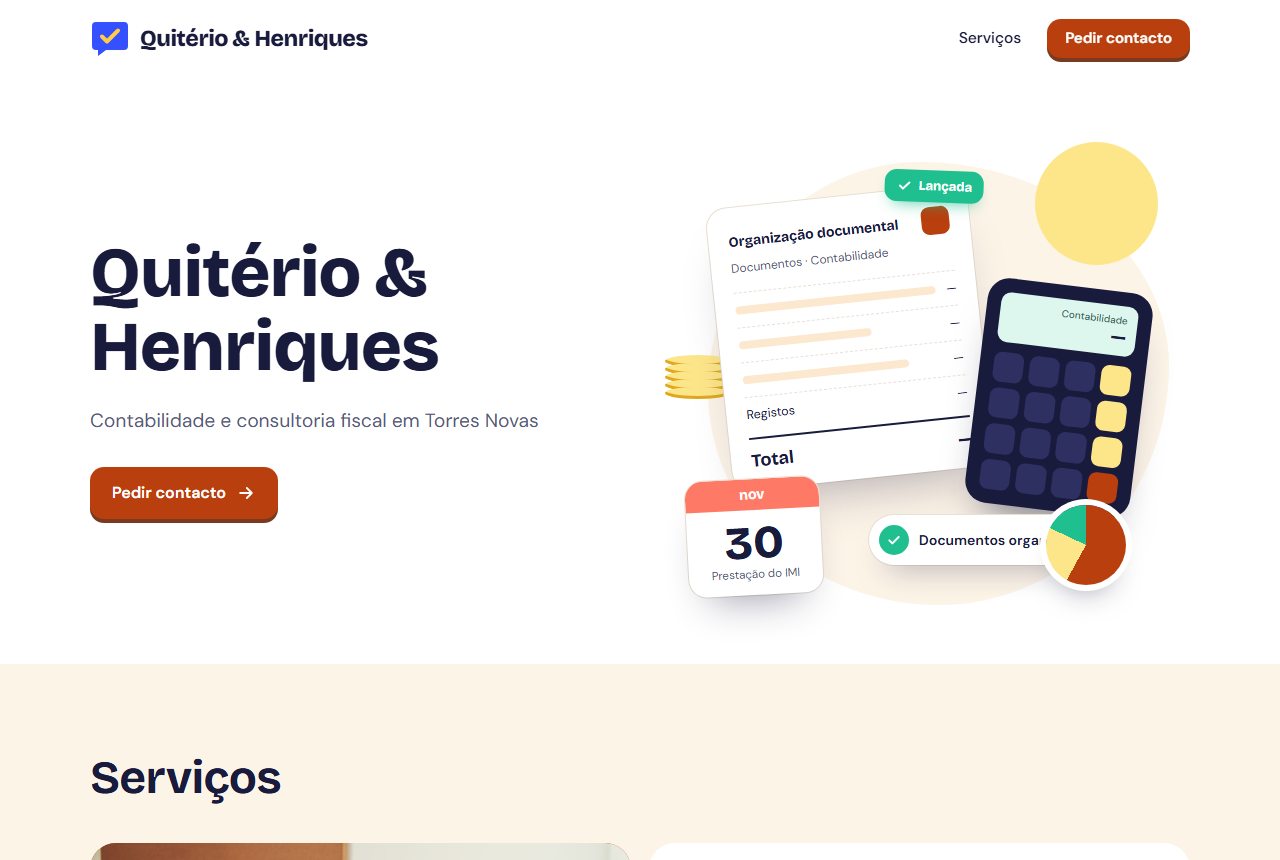 Quitério & Henriques
Serviços
Pedir contacto
Quitério &
Henriques
Contabilidade e consultoria fiscal em Torres Novas
Pedir contacto
Lançada
Organização documental
Documentos · Contabilidade
Registos
Total
Contabilidade
nov
30
Prestação do IMI
Documentos
Serviços